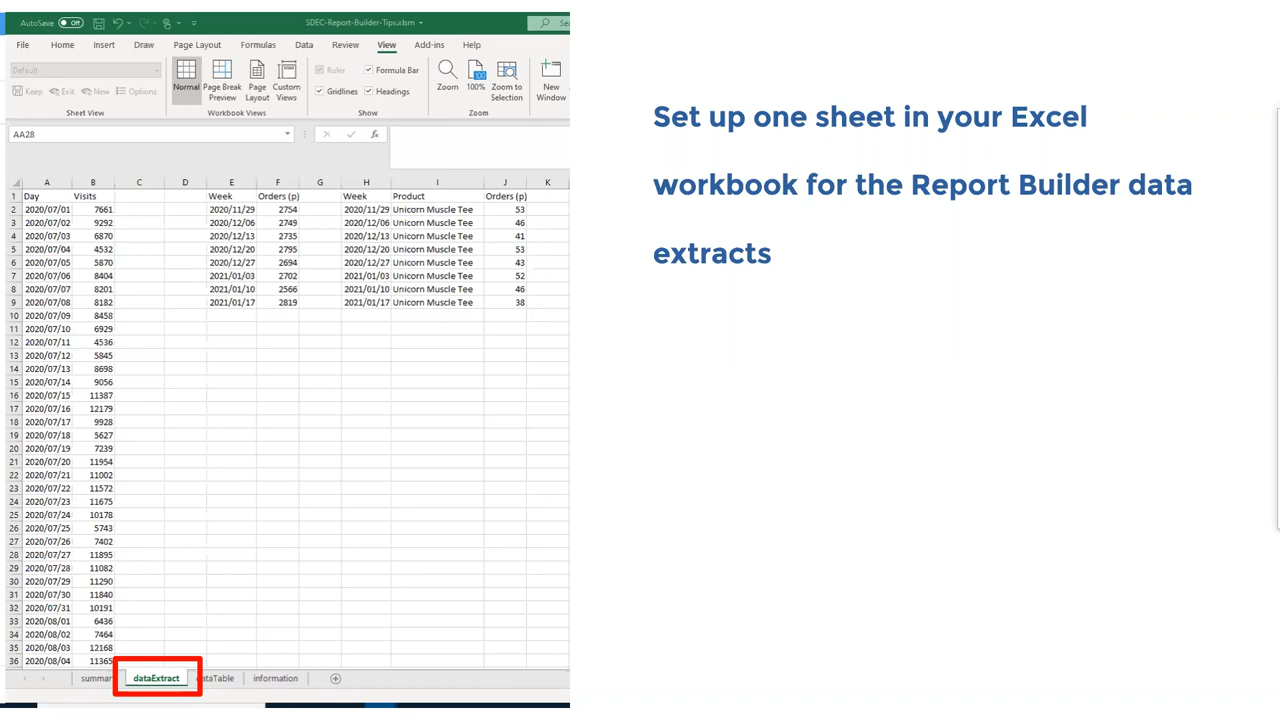 AutoSave Off SDEC-Report-Builder-Tips.xlsm
File Home Insert Draw Page Layout Formulas Data Review View Add-ins Help
Default
Keep Exit New Options
Sheet View
Normal Page Break Preview Page Layout Custom Views
Workbook Views
Ruler Formula Bar
Gridlines Headings
Show
Zoom 100% Zoom to Selection
Zoom
New Window
AA28 fx
A B C D E F G H I J K
1 Day Visits Week Orders (p) Week Product Orders (p)
2 2020/07/01 7661 2020/11/29 2754 2020/11/29 Unicorn Muscle Tee 53
3 2020/07/02 9292 2020/12/06 2749 2020/12/06 Unicorn Muscle Tee 46
4 2020/07/03 6870 2020/12/13 2735 2020/12/13 Unicorn Muscle Tee 41
5 2020/07/04 4532 2020/12/20 2795 2020/12/20 Unicorn Muscle Tee 53
6 2020/07/05 5870 2020/12/27 2694 2020/12/27 Unicorn Muscle Tee 43
7 2020/07/06 8404 2021/01/03 2702 2021/01/03 Unicorn Muscle Tee 52
8 2020/07/07 8201 2021/01/10 2566 2021/01/10 Unicorn Muscle Tee 46
9 2020/07/08 8182 2021/01/17 2819 2021/01/17 Unicorn Muscle Tee 38
10 2020/07/09 8458
11 2020/07/10 6929
12 2020/07/11 4536
13 2020/07/12 5845
14 2020/07/13 8698
15 2020/07/14 9056
16 2020/07/15 11387
17 2020/07/16 12179
18 2020/07/17 9928
19 2020/07/18 5627
20 2020/07/19 7239
21 2020/07/20 11954
22 2020/07/21 11002
23 2020/07/22 11572
24 2020/07/23 11675
25 2020/07/24 10178
26 2020/07/25 5743
27 2020/07/26 7402
28 2020/07/27 11895
29 2020/07/28 11082
30 2020/07/29 11290
31 2020/07/30 11840
32 2020/07/31 10191
33 2020/08/01 6436
34 2020/08/02 7464
35 2020/08/03 12168
36 2020/08/04 11365
summar dataExtract ataTable information
Set up one sheet in your Excel
workbook for the Report Builder data
extracts